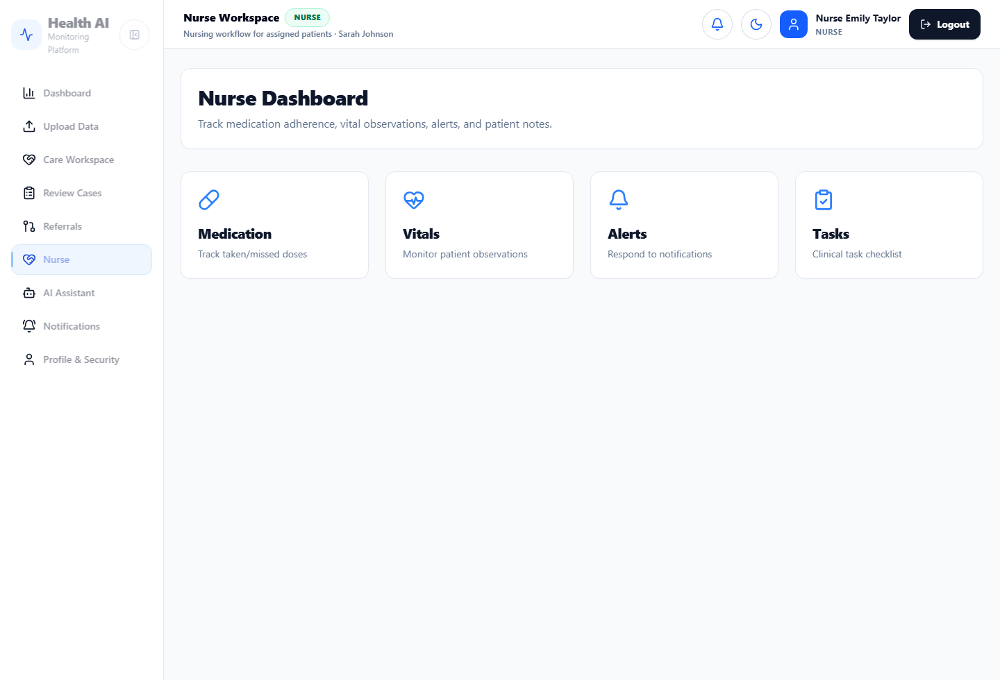 Health AI
Monitoring
Platform
Dashboard
Upload Data
Care Workspace
Review Cases
Referrals
Nurse
AI Assistant
Notifications
Profile & Security
Nurse Workspace
NURSE
Nursing workflow for assigned patients · Sarah Johnson
Nurse Emily Taylor
NURSE
Logout
Nurse Dashboard
Track medication adherence, vital observations, alerts, and patient notes.
Medication
Track taken/missed doses
Vitals
Monitor patient observations
Alerts
Respond to notifications
Tasks
Clinical task checklist